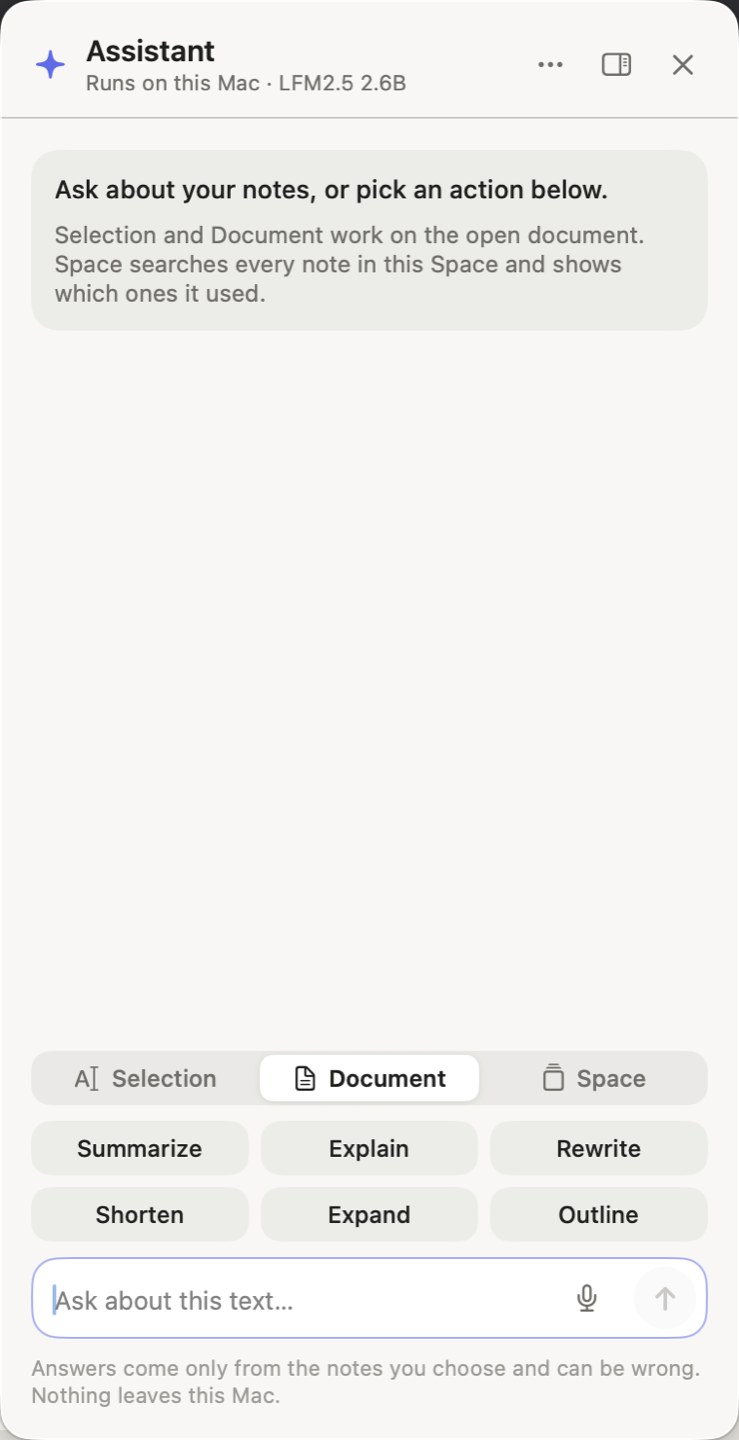 Assistant
Runs on this Mac · LFM2.5 2.6B
Ask about your notes, or pick an action below.
Selection and Document work on the open document.
Space searches every note in this Space and shows
which ones it used.
Selection
Document
Space
Summarize
Explain
Rewrite
Shorten
Expand
Outline
Ask about this text...
Answers come only from the notes you choose and can be wrong.
Nothing leaves this Mac.